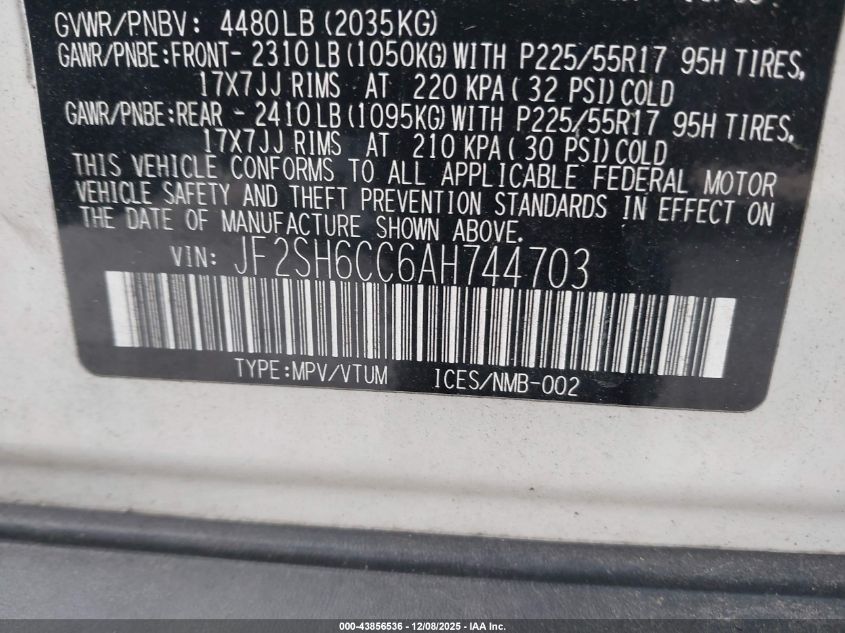 GVWR/PNBV: 4480LB (2035KG)
GAWR/PNBE:FRONT- 2310LB(1050KG)WITH P225/55R17 95H TIRES,
17X7JJ RIMS AT 220 KPA( 32 PSI)COLD
GAWR/PNBE:REAR - 2410LB(1095KG)WITH P225/55R17 95H TIRES,
17X7JJ RIMS AT 210 KPA( 30 PSI)COLD
THIS VEHICLE CONFORMS TO ALL APPLICABLE FEDERAL MOTOR
VEHICLE SAFETY AND THEFT PREVENTION STANDARDS IN EFFECT ON
THE DATE OF MANUFACTURE SHOWN ABOVE.
VIN: JF2SH6CC6AH744703
TYPE:MPV/VTUM ICES/NMB-002
000-43856536 - 12/08/2025 - IAA Inc.